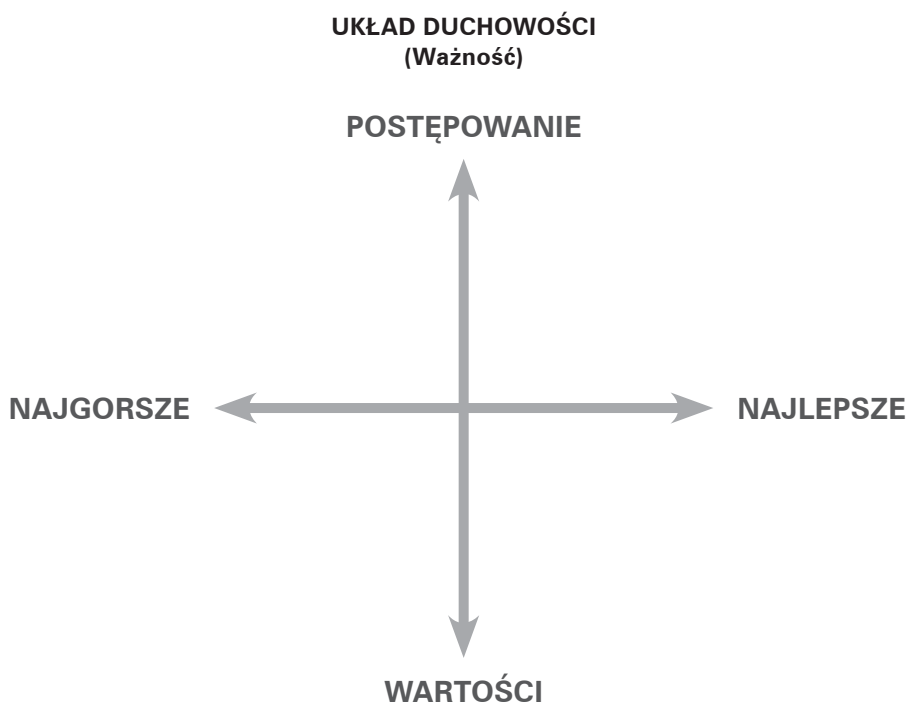 UKŁAD DUCHOWOŚCI
(Ważność)
POSTĘPOWANIE
NAJGORSZE
NAJLEPSZE
WARTOŚCI